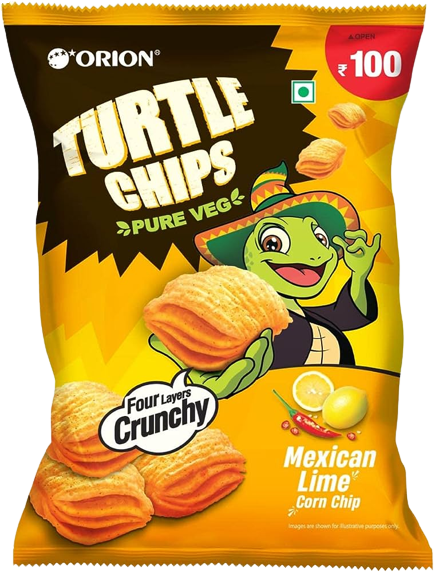 ORION®
A OPEN
₹100
TURTLE
CHIPS
PURE VEG
Four Layers
Crunchy
Mexican
Lime
Corn Chip
Images are shown for illustrative purposes only.